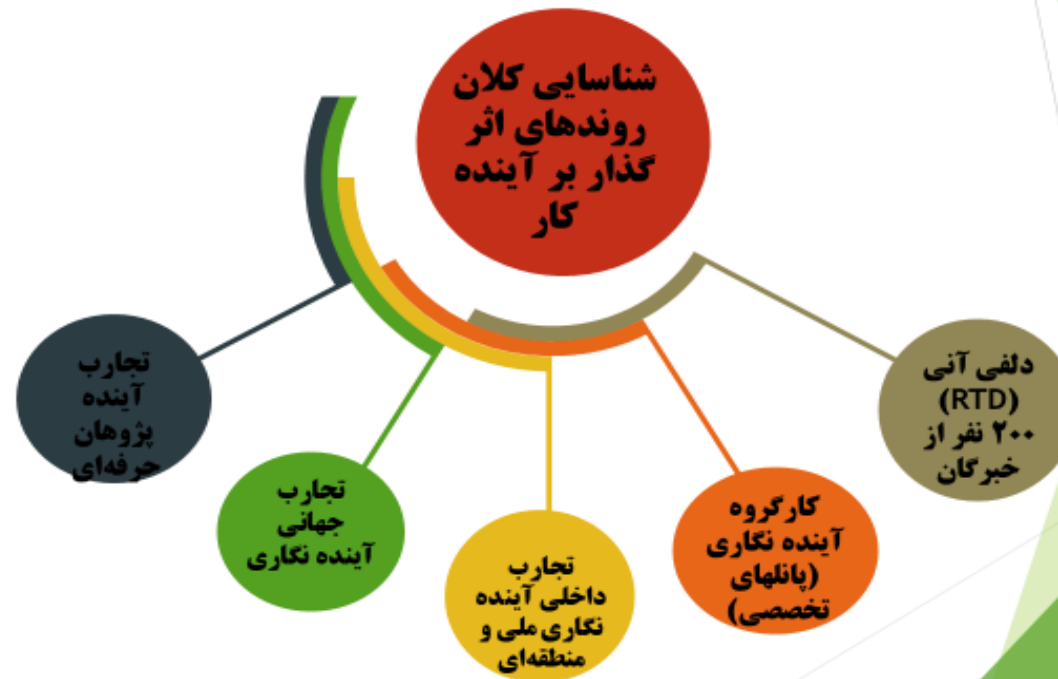 شناسایی کلان
روندهای اثر
گذار بر آینده
کار
دلفی آنی
(RTD)
۲۰۰ نفر از
خبرگان
کارگروه
آینده نگاری
(پانلهای
تخصصی)
تجارب
داخلی آینده
نگاری ملی و
منطقه‌ای
تجارب
جهانی
آینده نگاری
تجارب
آینده
پژوهان
حرفه‌ای